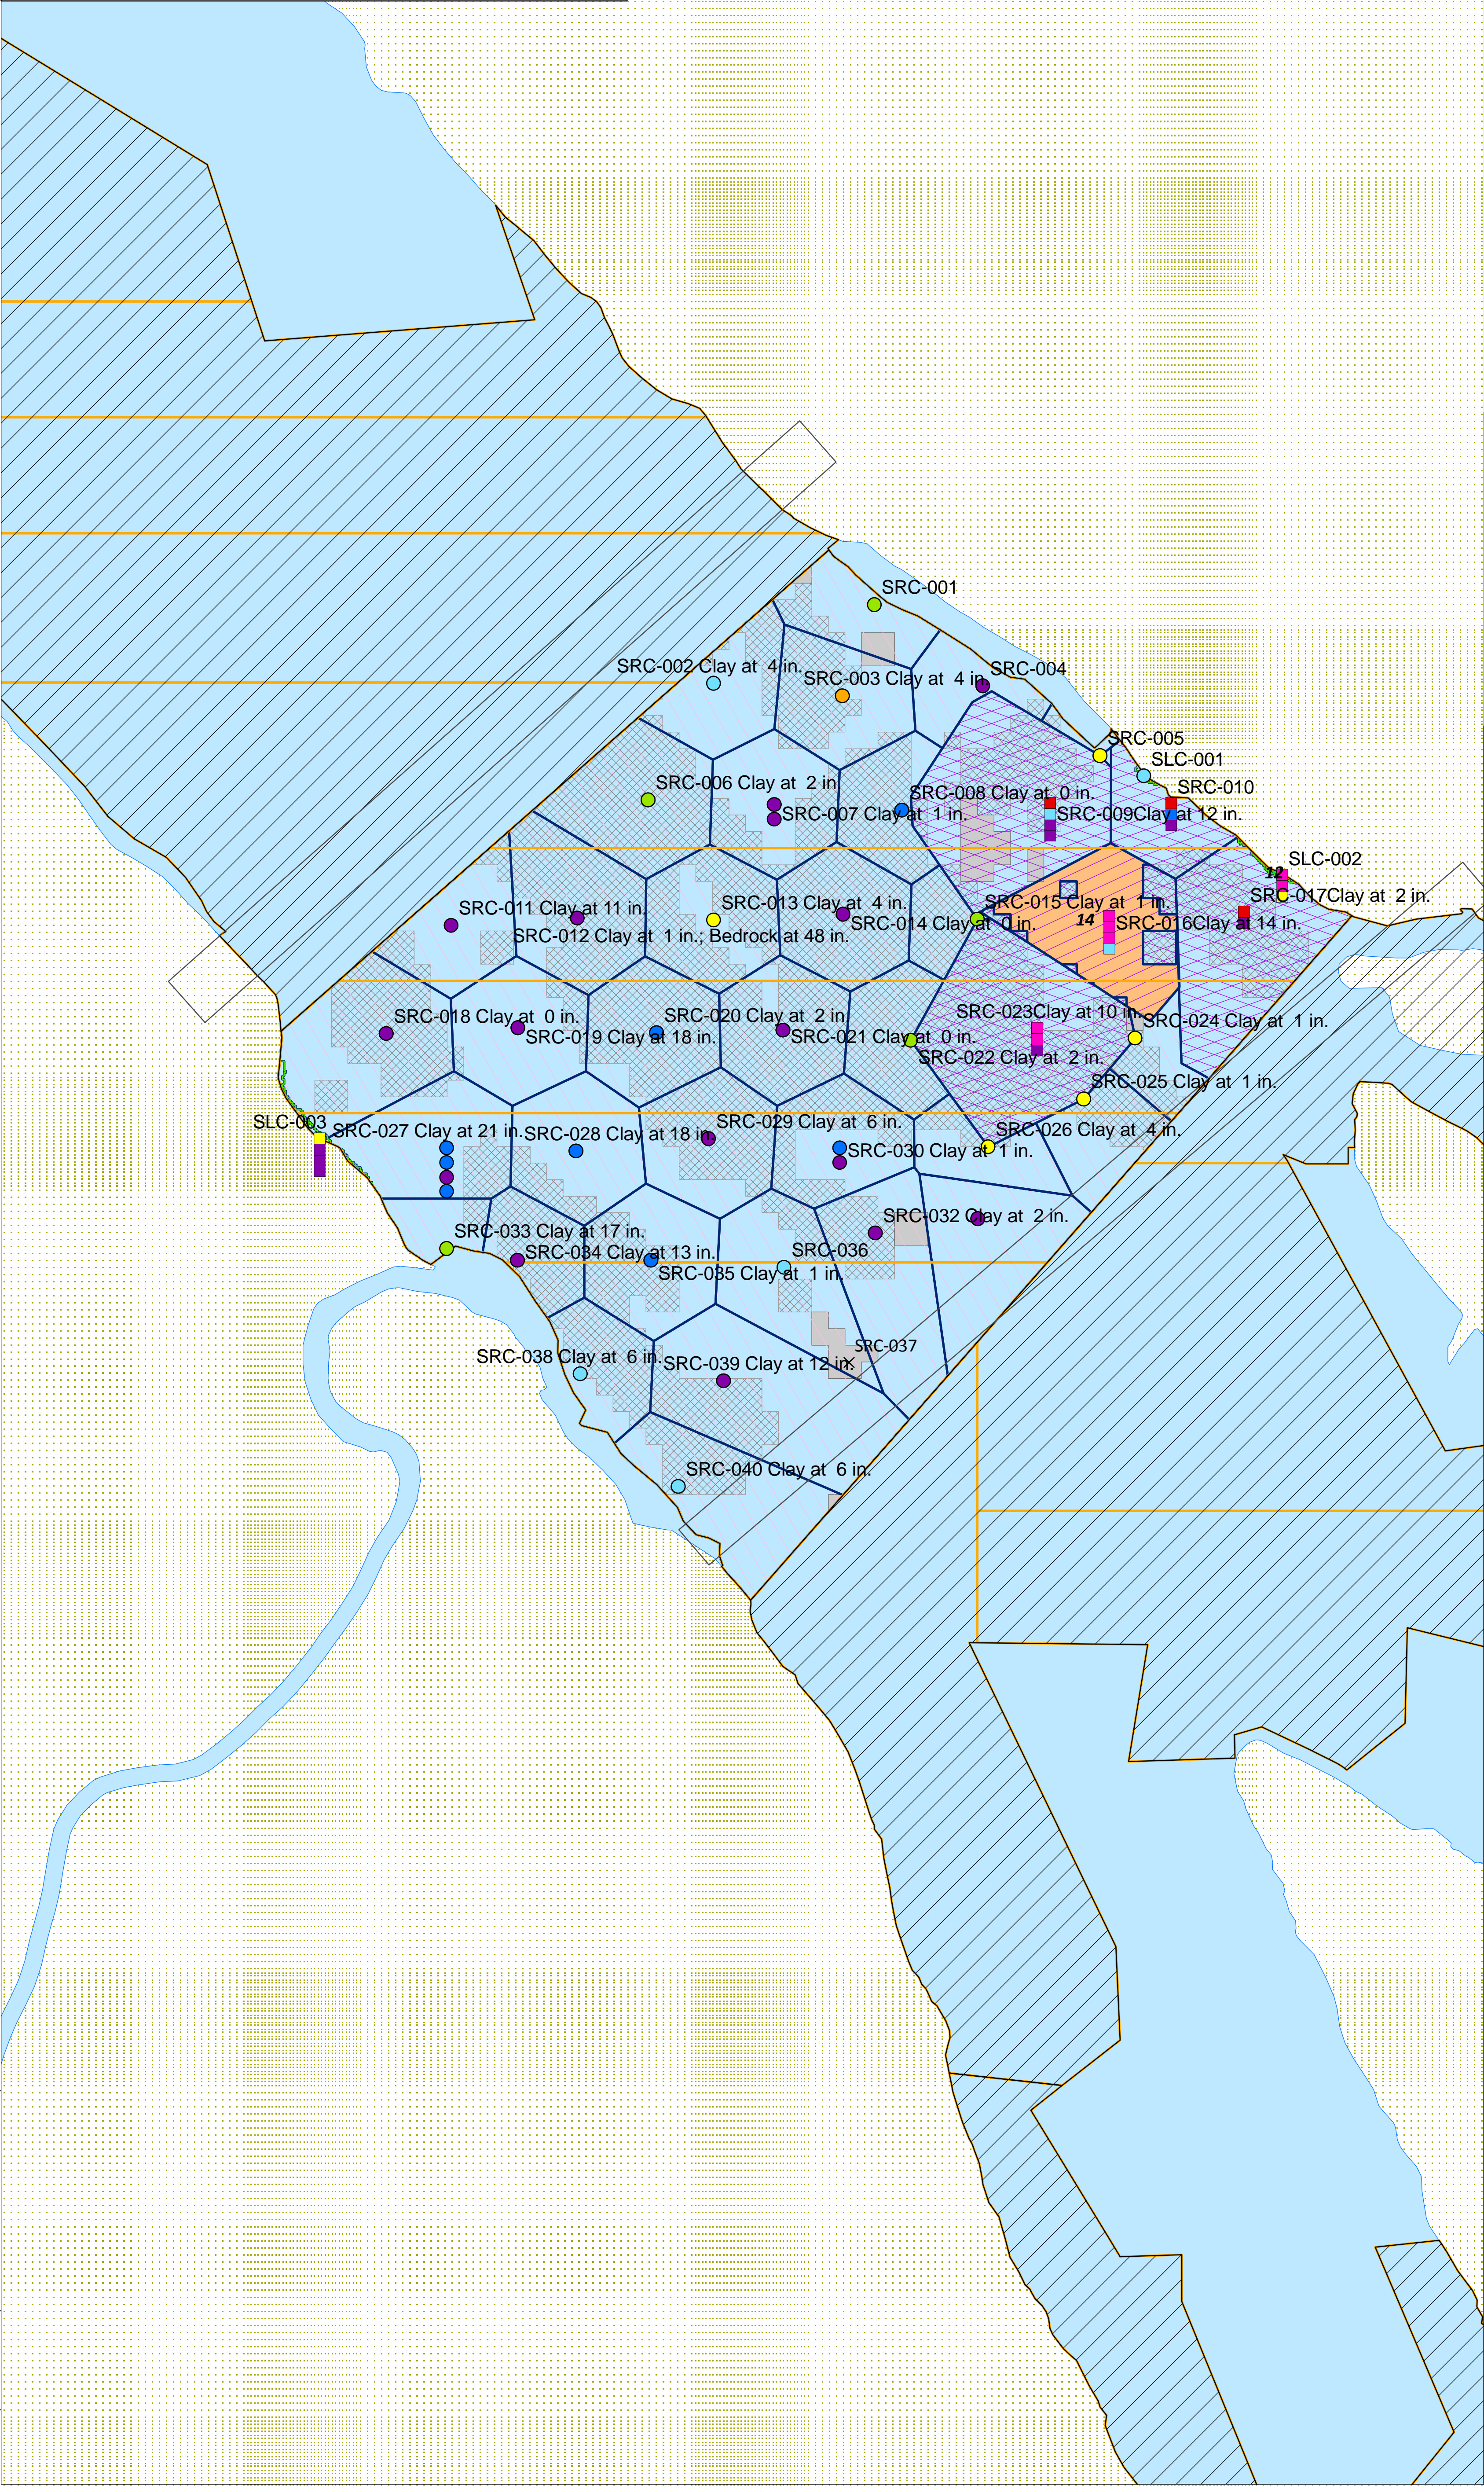 SRC-001
SRC-002 Clay at 4 in.
SRC-003 Clay at 4 in.
SRC-004
SRC-005
SLC-001
SRC-006 Clay at 2 in.
SRC-007 Clay at 1 in.
SRC-008 Clay at 0 in.
SRC-009Clay at 12 in.
SRC-010
SLC-002
12
SRC-017Clay at 2 in.
SRC-011 Clay at 11 in.
SRC-012 Clay at 1 in.; Bedrock at 48 in.
SRC-013 Clay at 4 in.
SRC-014 Clay at 0 in.
SRC-015 Clay at 1 in.
14
SRC-016Clay at 14 in.
SRC-018 Clay at 0 in.
SRC-019 Clay at 18 in.
SRC-020 Clay at 2 in.
SRC-021 Clay at 0 in.
SRC-022 Clay at 2 in.
SRC-023Clay at 10 in.
SRC-024 Clay at 1 in.
SRC-025 Clay at 1 in.
SRC-026 Clay at 4 in.
SLC-003
SRC-027 Clay at 21 in.
SRC-028 Clay at 18 in.
SRC-029 Clay at 6 in.
SRC-030 Clay at 1 in.
SRC-032 Clay at 2 in.
SRC-033 Clay at 17 in.
SRC-034 Clay at 13 in.
SRC-035 Clay at 1 in.
SRC-036
SRC-037
SRC-038 Clay at 6 in.
SRC-039 Clay at 12 in.
SRC-040 Clay at 6 in.